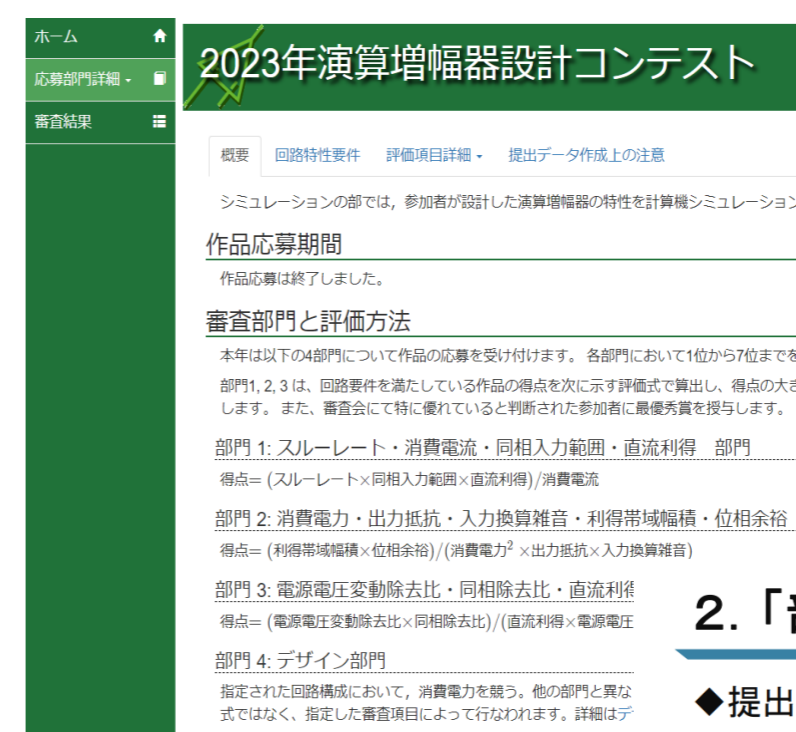 ホーム
応募部門詳細
審査結果
2023年演算増幅器設計コンテスト
概要 回路特性要件 評価項目詳細 提出データ作成上の注意
シミュレーションの部では，参加者が設計した演算増幅器の特性を計算機シミュレーション
作品応募期間
作品応募は終了しました。
審査部門と評価方法
本年は以下の4部門について作品の応募を受け付けます。 各部門において1位から7位までを
部門1, 2, 3 は、回路要件を満たしている作品の得点を次に示す評価式で算出し、得点の大き
します。 また、審査会にて特に優れていると判断された参加者に最優秀賞を授与します。
部門 1: スルーレート・消費電流・同相入力範囲・直流利得　部門
得点= (スルーレート×同相入力範囲×直流利得)/消費電流
部門 2: 消費電力・出力抵抗・入力換算雑音・利得帯域幅積・位相余裕
得点= (利得帯域幅積×位相余裕)/(消費電力² ×出力抵抗×入力換算雑音)
部門 3: 電源電圧変動除去比・同相除去比・直流利得
得点= (電源電圧変動除去比×同相除去比)/(直流利得×電源電圧
部門 4: デザイン部門
指定された回路構成において，消費電力を競う。他の部門と異な
式ではなく、指定した審査項目によって行なわれます。詳細はデ
2.「
◆提出